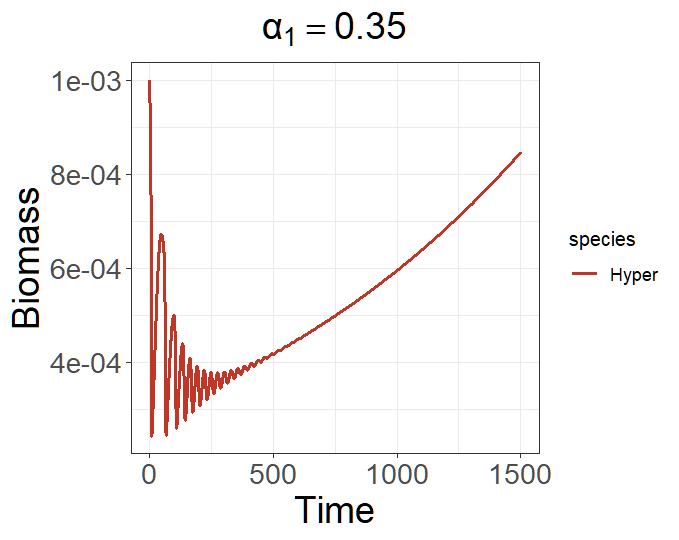 α₁ = 0.35
Biomass
1e-03
8e-04
6e-04
4e-04
0 500 1000 1500
Time
species
Hyper